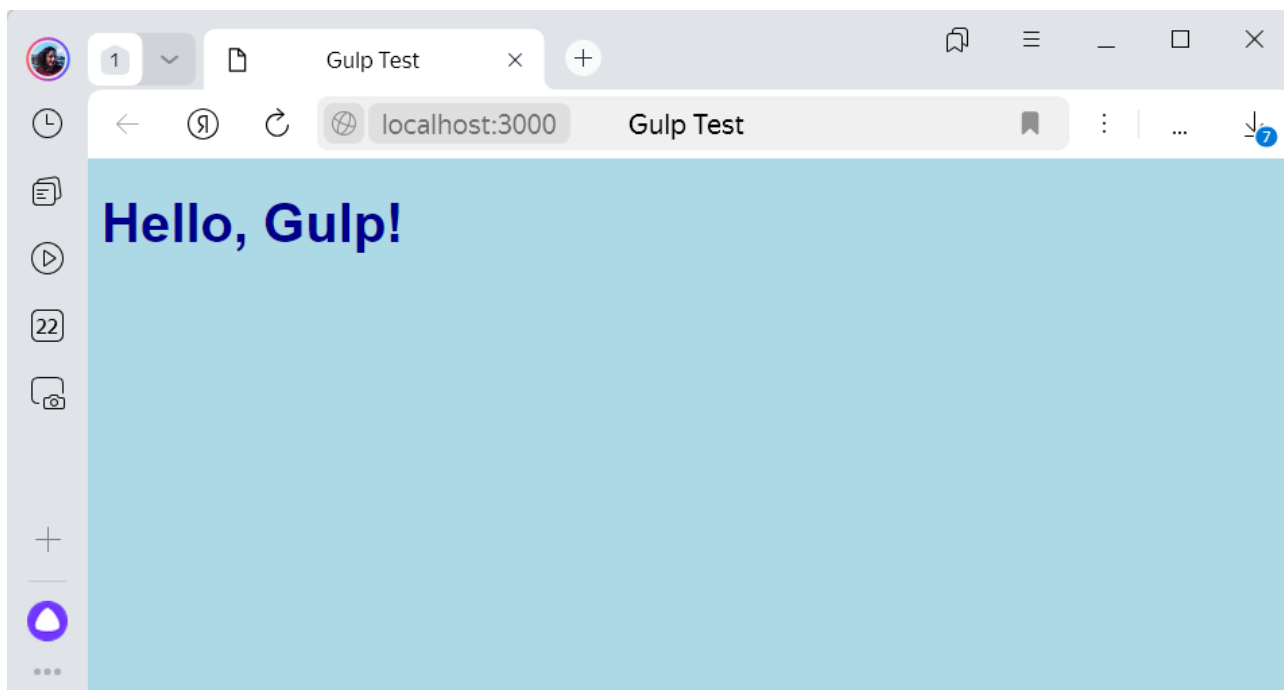 1 Gulp Test
Я localhost:3000 Gulp Test ...
7
Hello, Gulp!
22